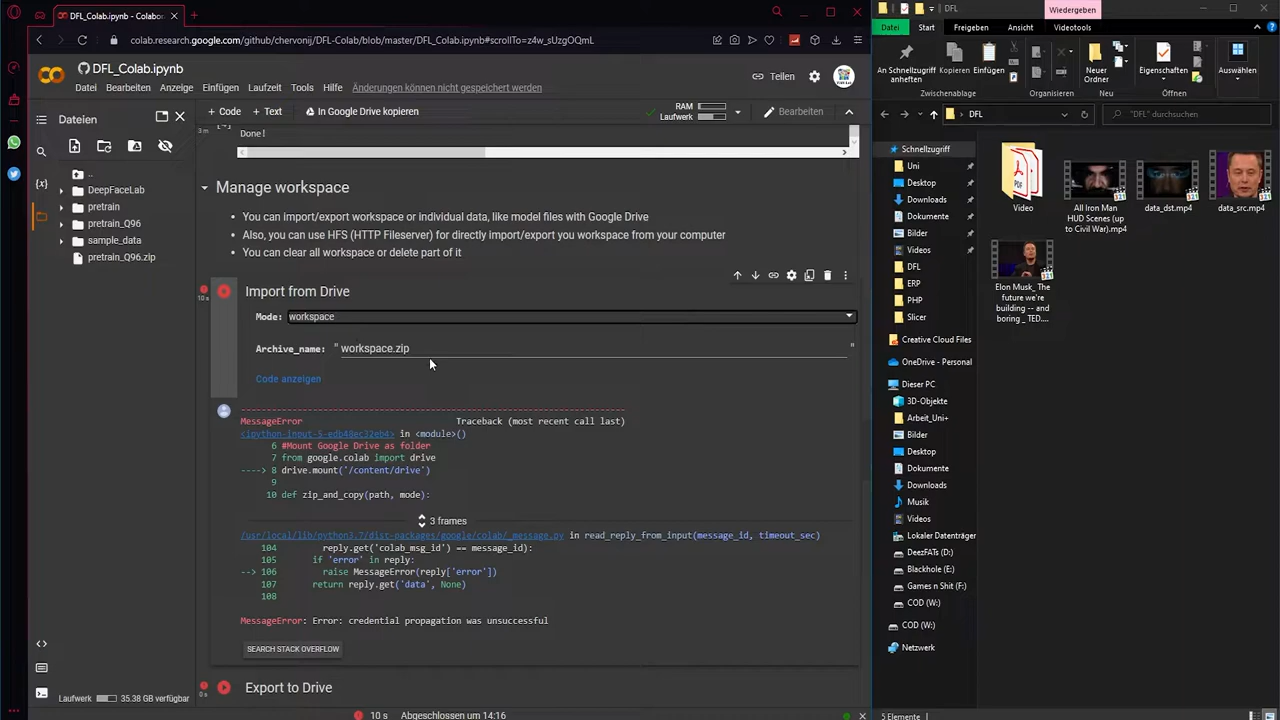 DFL_Colab.ipynb - Colabor
colab.research.google.com/github/chervonij/DFL-Colab/blob/master/DFL_Colab.ipynb#scrollTo=z4w_sUzgOQmL
DFL_Colab.ipynb
Datei Bearbeiten Anzeige Einfügen Laufzeit Tools Hilfe Änderungen können nicht gespeichert werden
Teilen
Dateien
+ Code + Text In Google Drive kopieren
RAM
Laufwerk
Bearbeiten
..
DeepFaceLab
pretrain
pretrain_Q96
sample_data
pretrain_Q96.zip
3m
Done!
Manage workspace
You can import/export workspace or individual data, like model files with Google Drive
Also, you can use HFS (HTTP Fileserver) for directly import/export you workspace from your computer
You can clear all workspace or delete part of it
10s
Import from Drive
Mode: workspace
Archive_name: " workspace.zip "
Code anzeigen
MessageError Traceback (most recent call last)
<ipython-input-5-edb48ec32eb4> in <module>()
6 #Mount Google Drive as folder
7 from google.colab import drive
----> 8 drive.mount('/content/drive')
9
10 def zip_and_copy(path, mode):
3 frames
/usr/local/lib/python3.7/dist-packages/google/colab/_message.py in read_reply_from_input(message_id, timeout_sec)
104 reply.get('colab_msg_id') == message_id):
105 if 'error' in reply:
--> 106 raise MessageError(reply['error'])
107 return reply.get('data', None)
108
MessageError: Error: credential propagation was unsuccessful
SEARCH STACK OVERFLOW
0s
Export to Drive
Laufwerk 35.38 GB verfügbar
10 s Abgeschlossen um 14:16
DFL
Wiedergeben
Datei Start Freigeben Ansicht Videotools
An Schnellzugriff anheften
Kopieren
Einfügen
Neuer Ordner
Eigenschaften
Auswählen
Zwischenablage Organisieren Neu Öffnen
DFL
"DFL" durchsuchen
Schnellzugriff
Uni
Desktop
Downloads
Dokumente
Bilder
Videos
DFL
ERP
PHP
Slicer
Creative Cloud Files
OneDrive - Personal
Dieser PC
3D-Objekte
Arbeit_Uni+
Bilder
Desktop
Dokumente
Downloads
Musik
Videos
Lokaler Datenträger
DeezFATs (D:)
Blackhole (E:)
Games n Shit (F:)
COD (W:)
COD (W:)
Netzwerk
PDF
Video
All Iron Man
HUD Scenes (up
to Civil War).mp4
data_dst.mp4
data_src.mp4
Elon Musk_ The
future we're
building -- and
boring _ TED....
5 Elemente